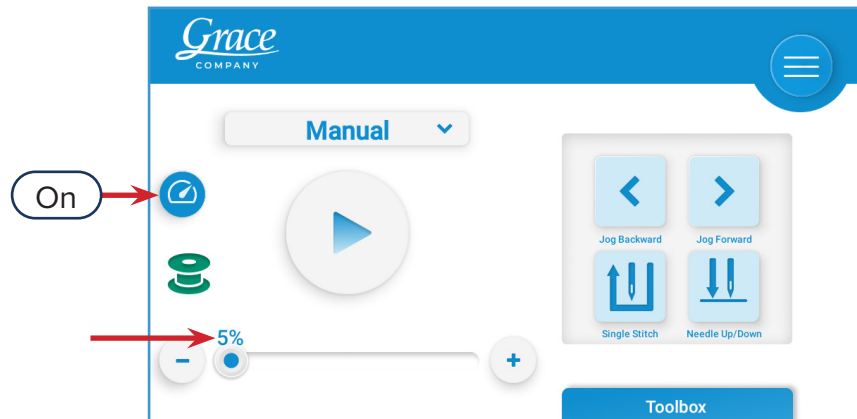 Grace
COMPANY
Manual
On
Jog Backward
Jog Forward
5%
Single Stitch
Needle Up/Down
Toolbox